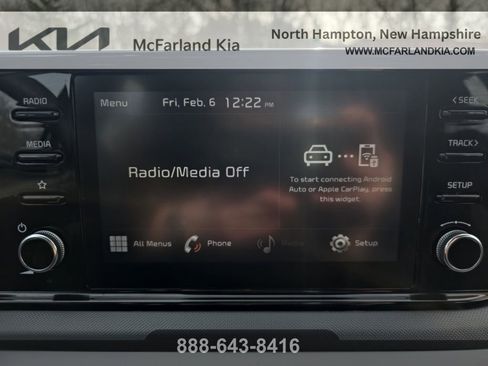 KIA
McFarland Kia
North Hampton, New Hampshire
WWW.MCFARLANDKIA.COM
RADIO
MEDIA
Menu
Fri, Feb. 6 12:22 PM
Radio/Media Off
To start connecting Android
Auto or Apple CarPlay, press
this widget.
All Menus
Phone
Media
Setup
< SEEK
TRACK >
SETUP
888-643-8416